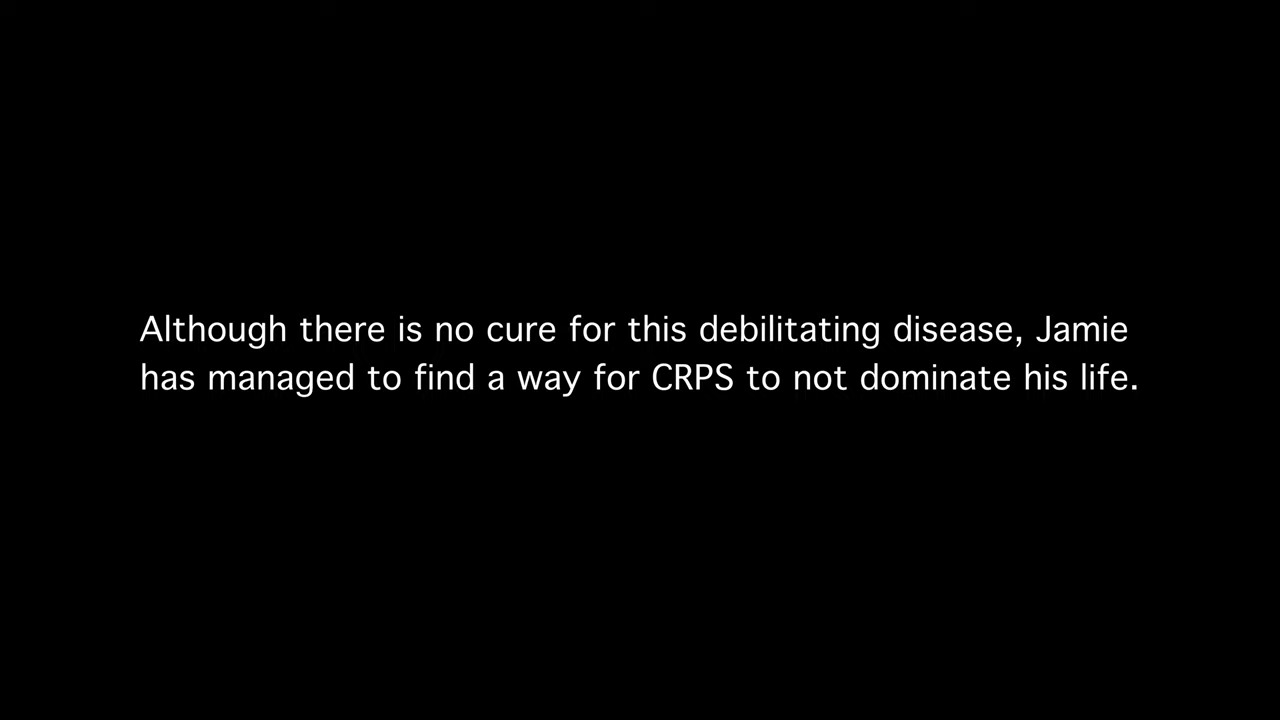 Although there is no cure for this debilitating disease, Jamie
has managed to find a way for CRPS to not dominate his life.